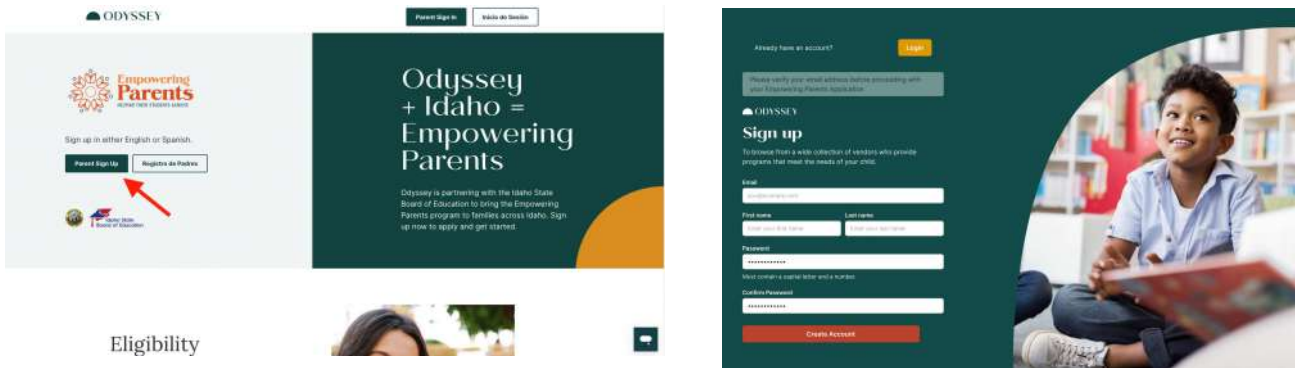 ODYSSEY
Parent Sign In
Inicio de Sesión
Empowering
Parents
Sign up in either English or Spanish.
Parent Sign Up
Registro de Padres
Idaho State
Board of Education
Odyssey
+ Idaho =
Empowering
Parents
Odyssey is partnering with the Idaho State
Board of Education to bring the Empowering
Parents program to families across Idaho. Sign
up now to apply and get started.
Eligibility
Already have an account?
Login
Please verify your email address before proceeding with
your Empowering Parents Application
ODYSSEY
Sign up
To browse from a wide collection of vendors who provide
programs that meet the needs of your child.
Email
First name
Last name
Enter your first name
Enter your last name
Password
Must contain a capital letter and a number.
Confirm Password
Create Account